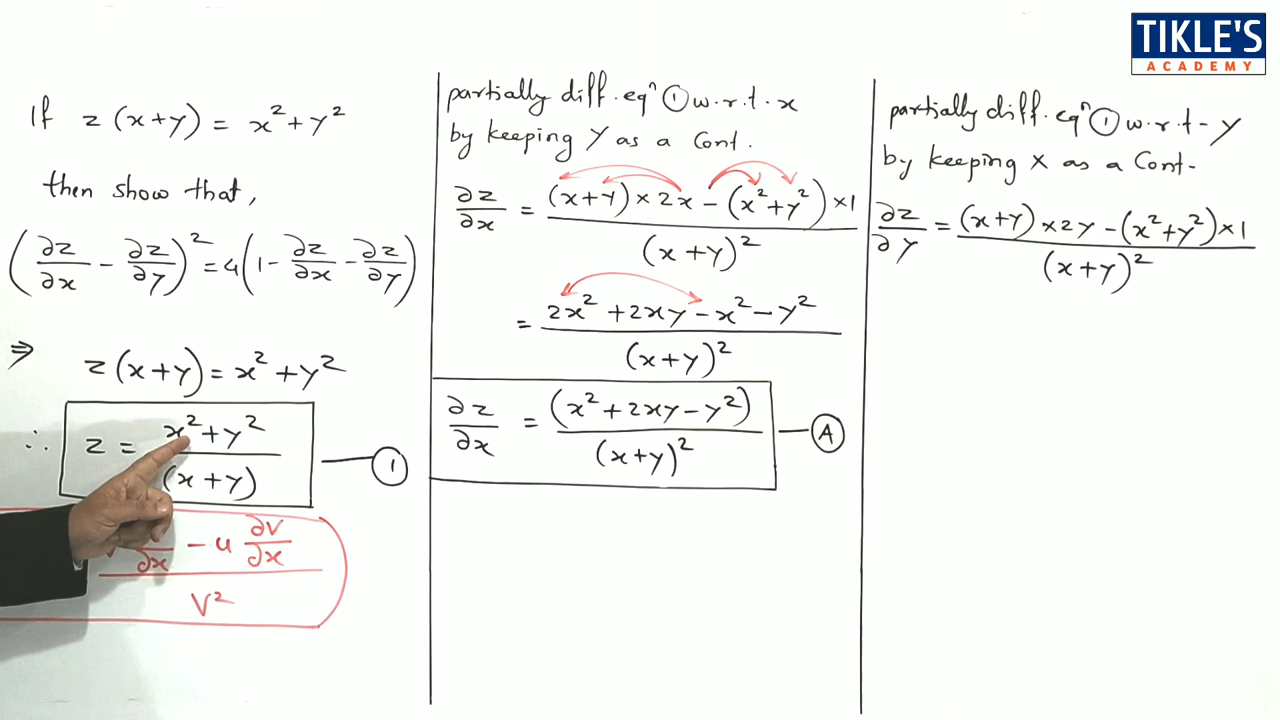 TIKLE'S
ACADEMY
If z (x+y) = x²+y²
then show that,
(∂z/∂x - ∂z/∂y)² = 4(1 - ∂z/∂x - ∂z/∂y)
⇒ z(x+y) = x²+y²
∴ z = x²+y² / (x+y) — ①
∂x - u ∂v/∂x
v²
partially diff. eqⁿ ① w.r.t. x
by keeping y as a Cont.
∂z/∂x = (x+y)×2x - (x²+y²)×1 / (x+y)²
= 2x²+2xy-x²-y² / (x+y)²
∂z/∂x = (x²+2xy-y²) / (x+y)² — Ⓐ
partially diff. eqⁿ ① w.r.t- y
by keeping x as a Cont-
∂z/∂y = (x+y)×2y - (x²+y²)×1 / (x+y)²